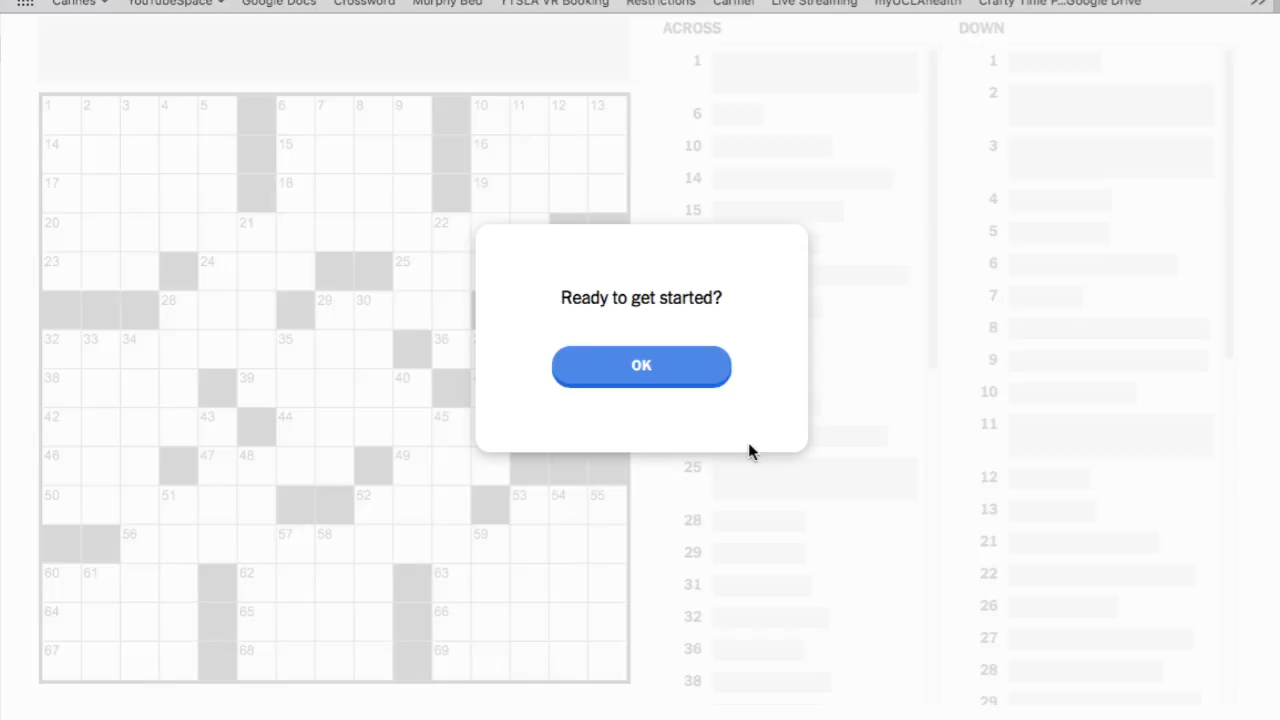 Cannes YouTubeSpace Google Docs Crossword Murphy Bed YTSLA VR Booking Restrictions Carmel Live Streaming myUCLAhealth Crafty Time P...Google Drive >>
ACROSS
1
6
10
14
15
25
28
29
31
32
36
38
DOWN
1
2
3
4
5
6
7
8
9
10
11
12
13
21
22
26
27
28
29
1 2 3 4 5 6 7 8 9 10 11 12 13
14 15 16
17 18 19
20 21 22
23 24 25
28 29 30
32 33 34 35 36
38 39 40
42 43 44 45
46 47 48 49
50 51 52 53 54 55
56 57 58 59
60 61 62 63
64 65 66
67 68 69
Ready to get started?
OK